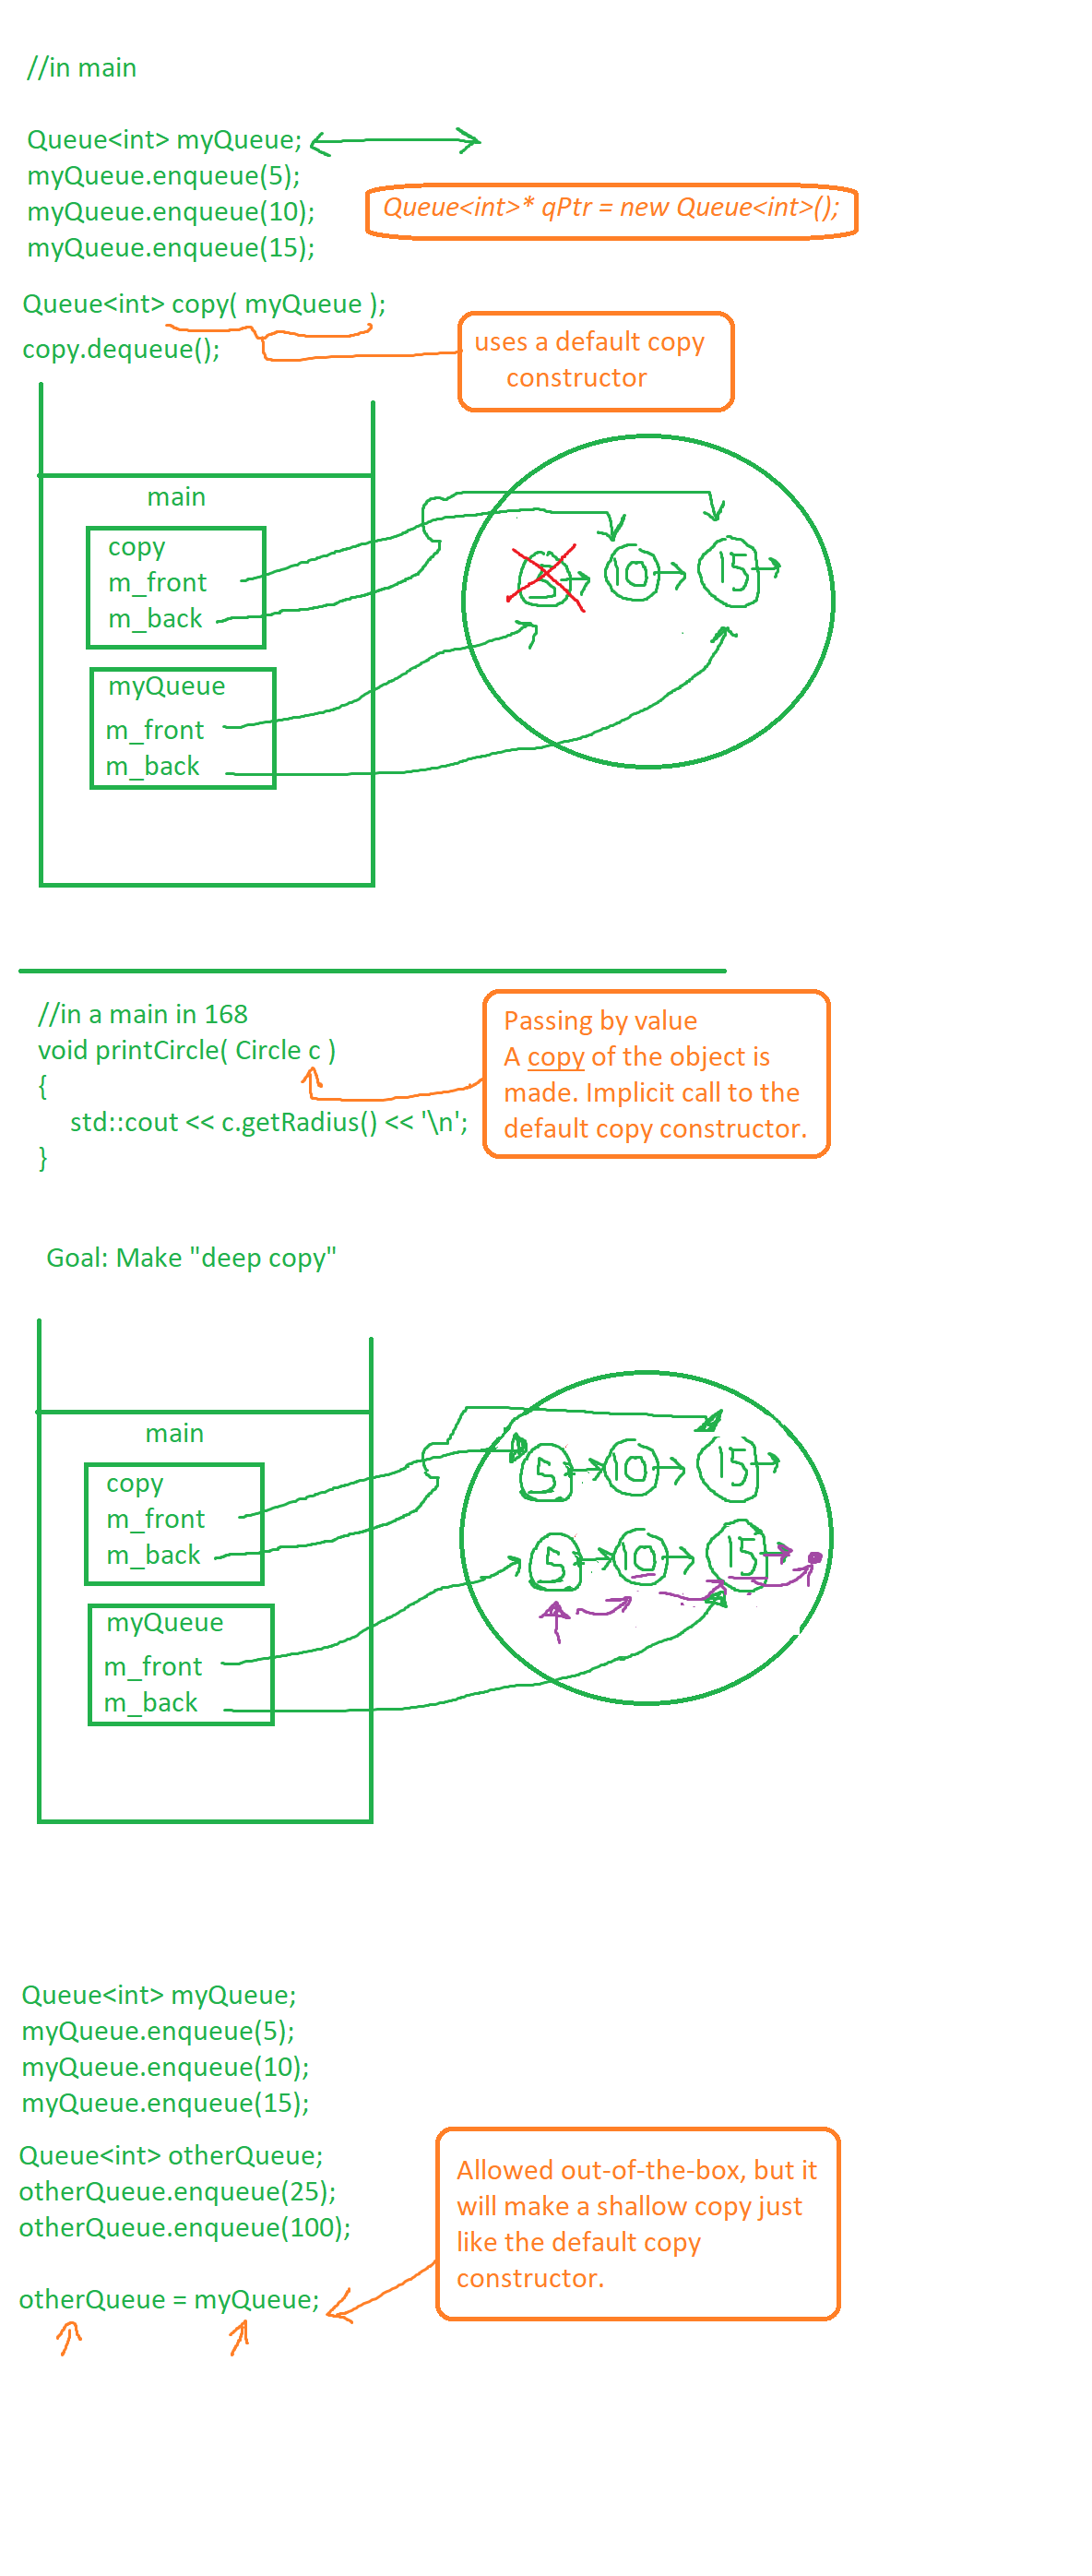 //in main
Queue<int> myQueue;
myQueue.enqueue(5);
myQueue.enqueue(10);
myQueue.enqueue(15);
Queue<int>* qPtr = new Queue<int>();
Queue<int> copy( myQueue );
copy.dequeue();
uses a default copy
constructor
main
copy
m_front
m_back
myQueue
m_front
m_back
5
10
15
//in a main in 168
void printCircle( Circle c )
{
std::cout << c.getRadius() << '\n';
}
Passing by value
A copy of the object is
made. Implicit call to the
default copy constructor.
Goal: Make "deep copy"
main
copy
m_front
m_back
myQueue
m_front
m_back
5
10
15
5
10
15
Queue<int> myQueue;
myQueue.enqueue(5);
myQueue.enqueue(10);
myQueue.enqueue(15);
Queue<int> otherQueue;
otherQueue.enqueue(25);
otherQueue.enqueue(100);
otherQueue = myQueue;
Allowed out-of-the-box, but it
will make a shallow copy just
like the default copy
constructor.